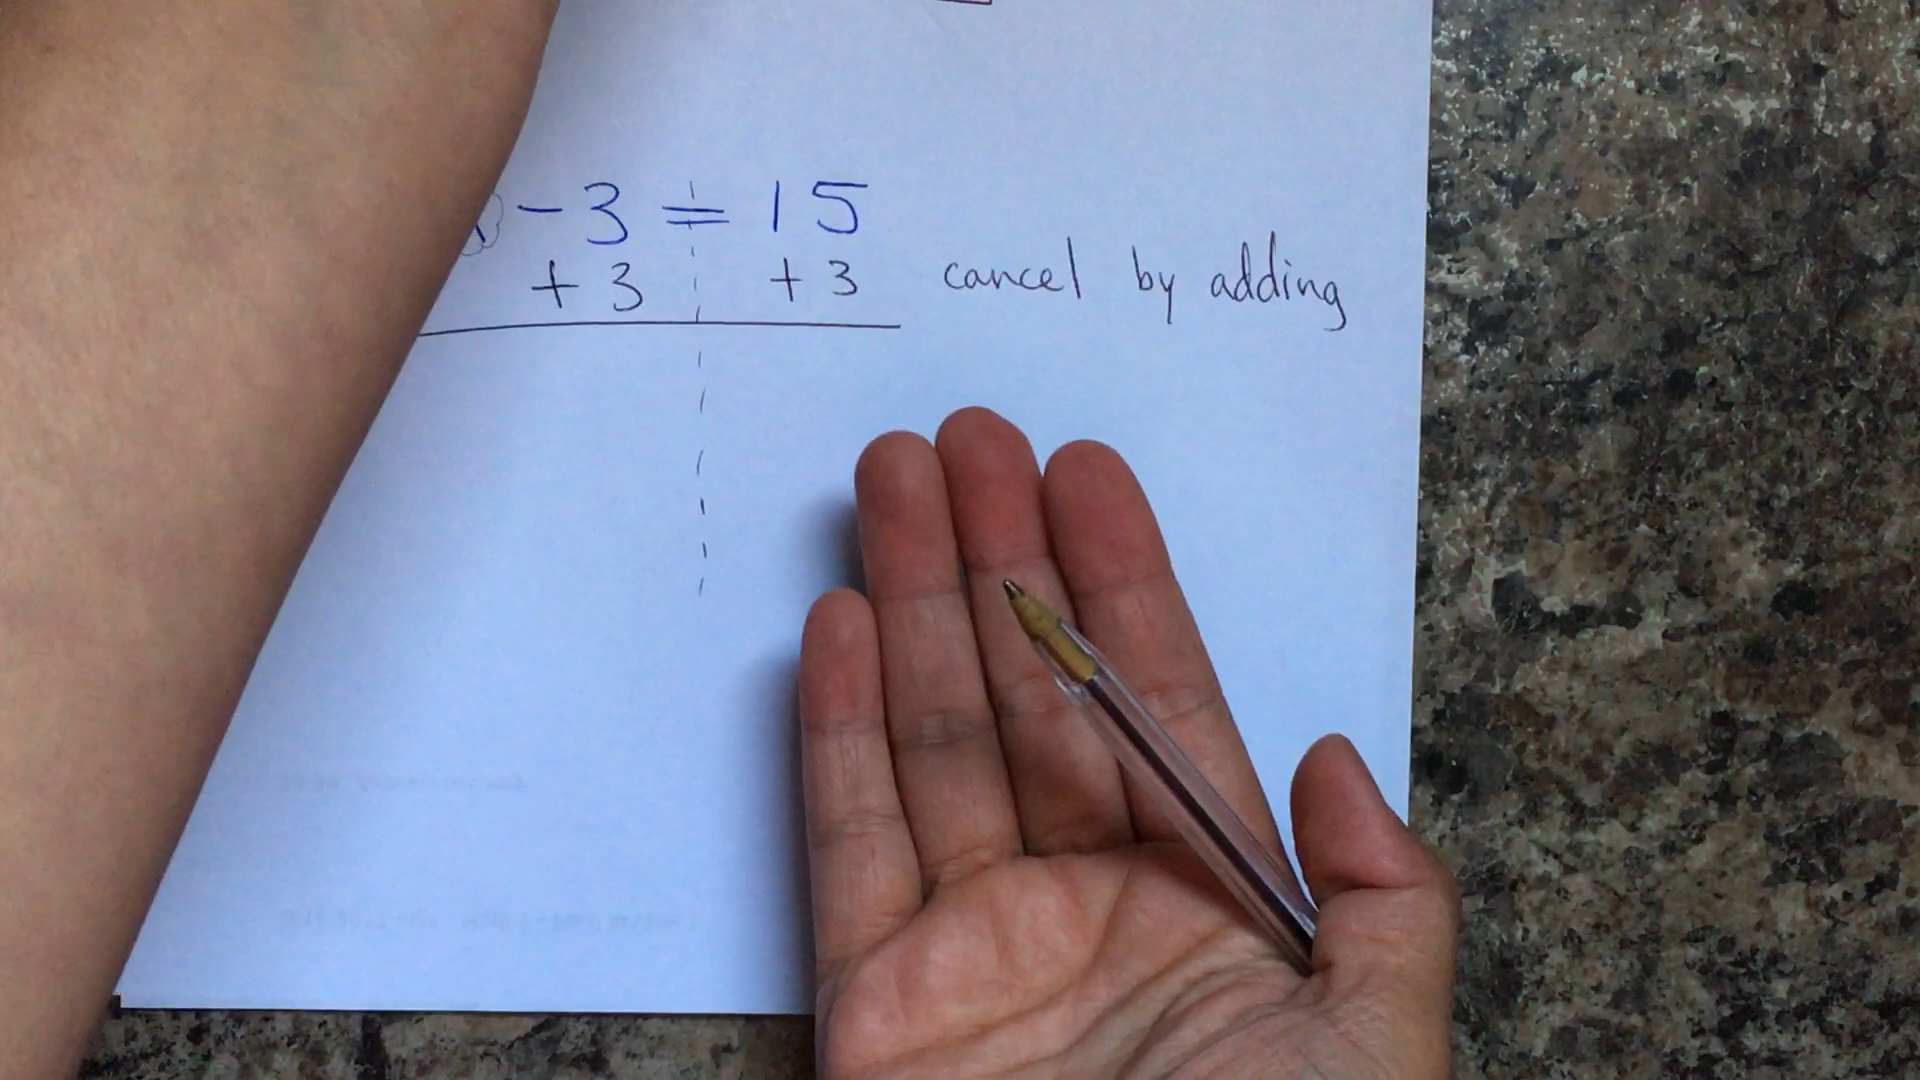 - 3 = 15
+ 3 + 3 cancel by adding